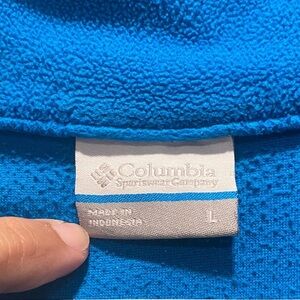 Columbia
Sportswear Company
MADE IN
INDONESIA
L